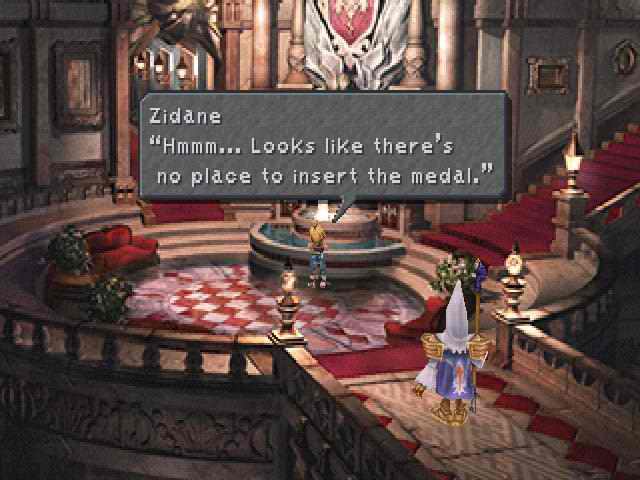 Zidane
“Hmmm... Looks like there's
no place to insert the medal.”